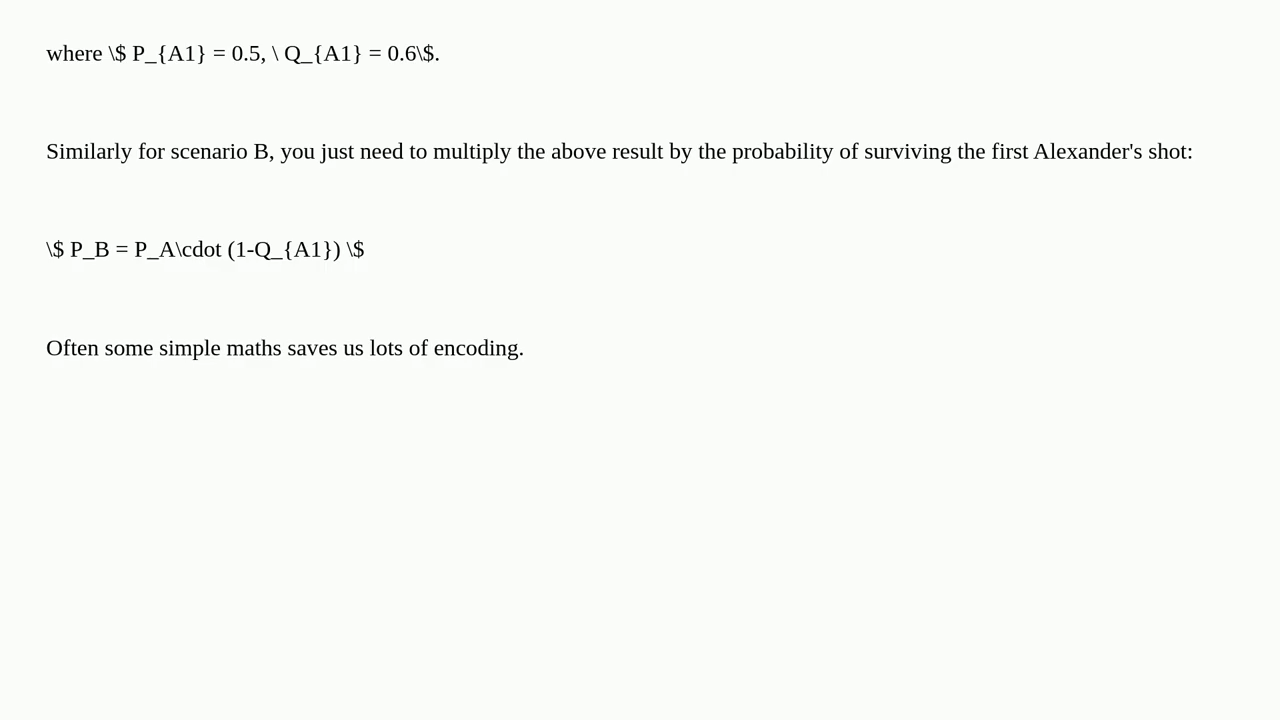 where \$ P_{A1} = 0.5, \ Q_{A1} = 0.6\$.
Similarly for scenario B, you just need to multiply the above result by the probability of surviving the first Alexander's shot:
\$ P_B = P_A\cdot (1-Q_{A1}) \$
Often some simple maths saves us lots of encoding.